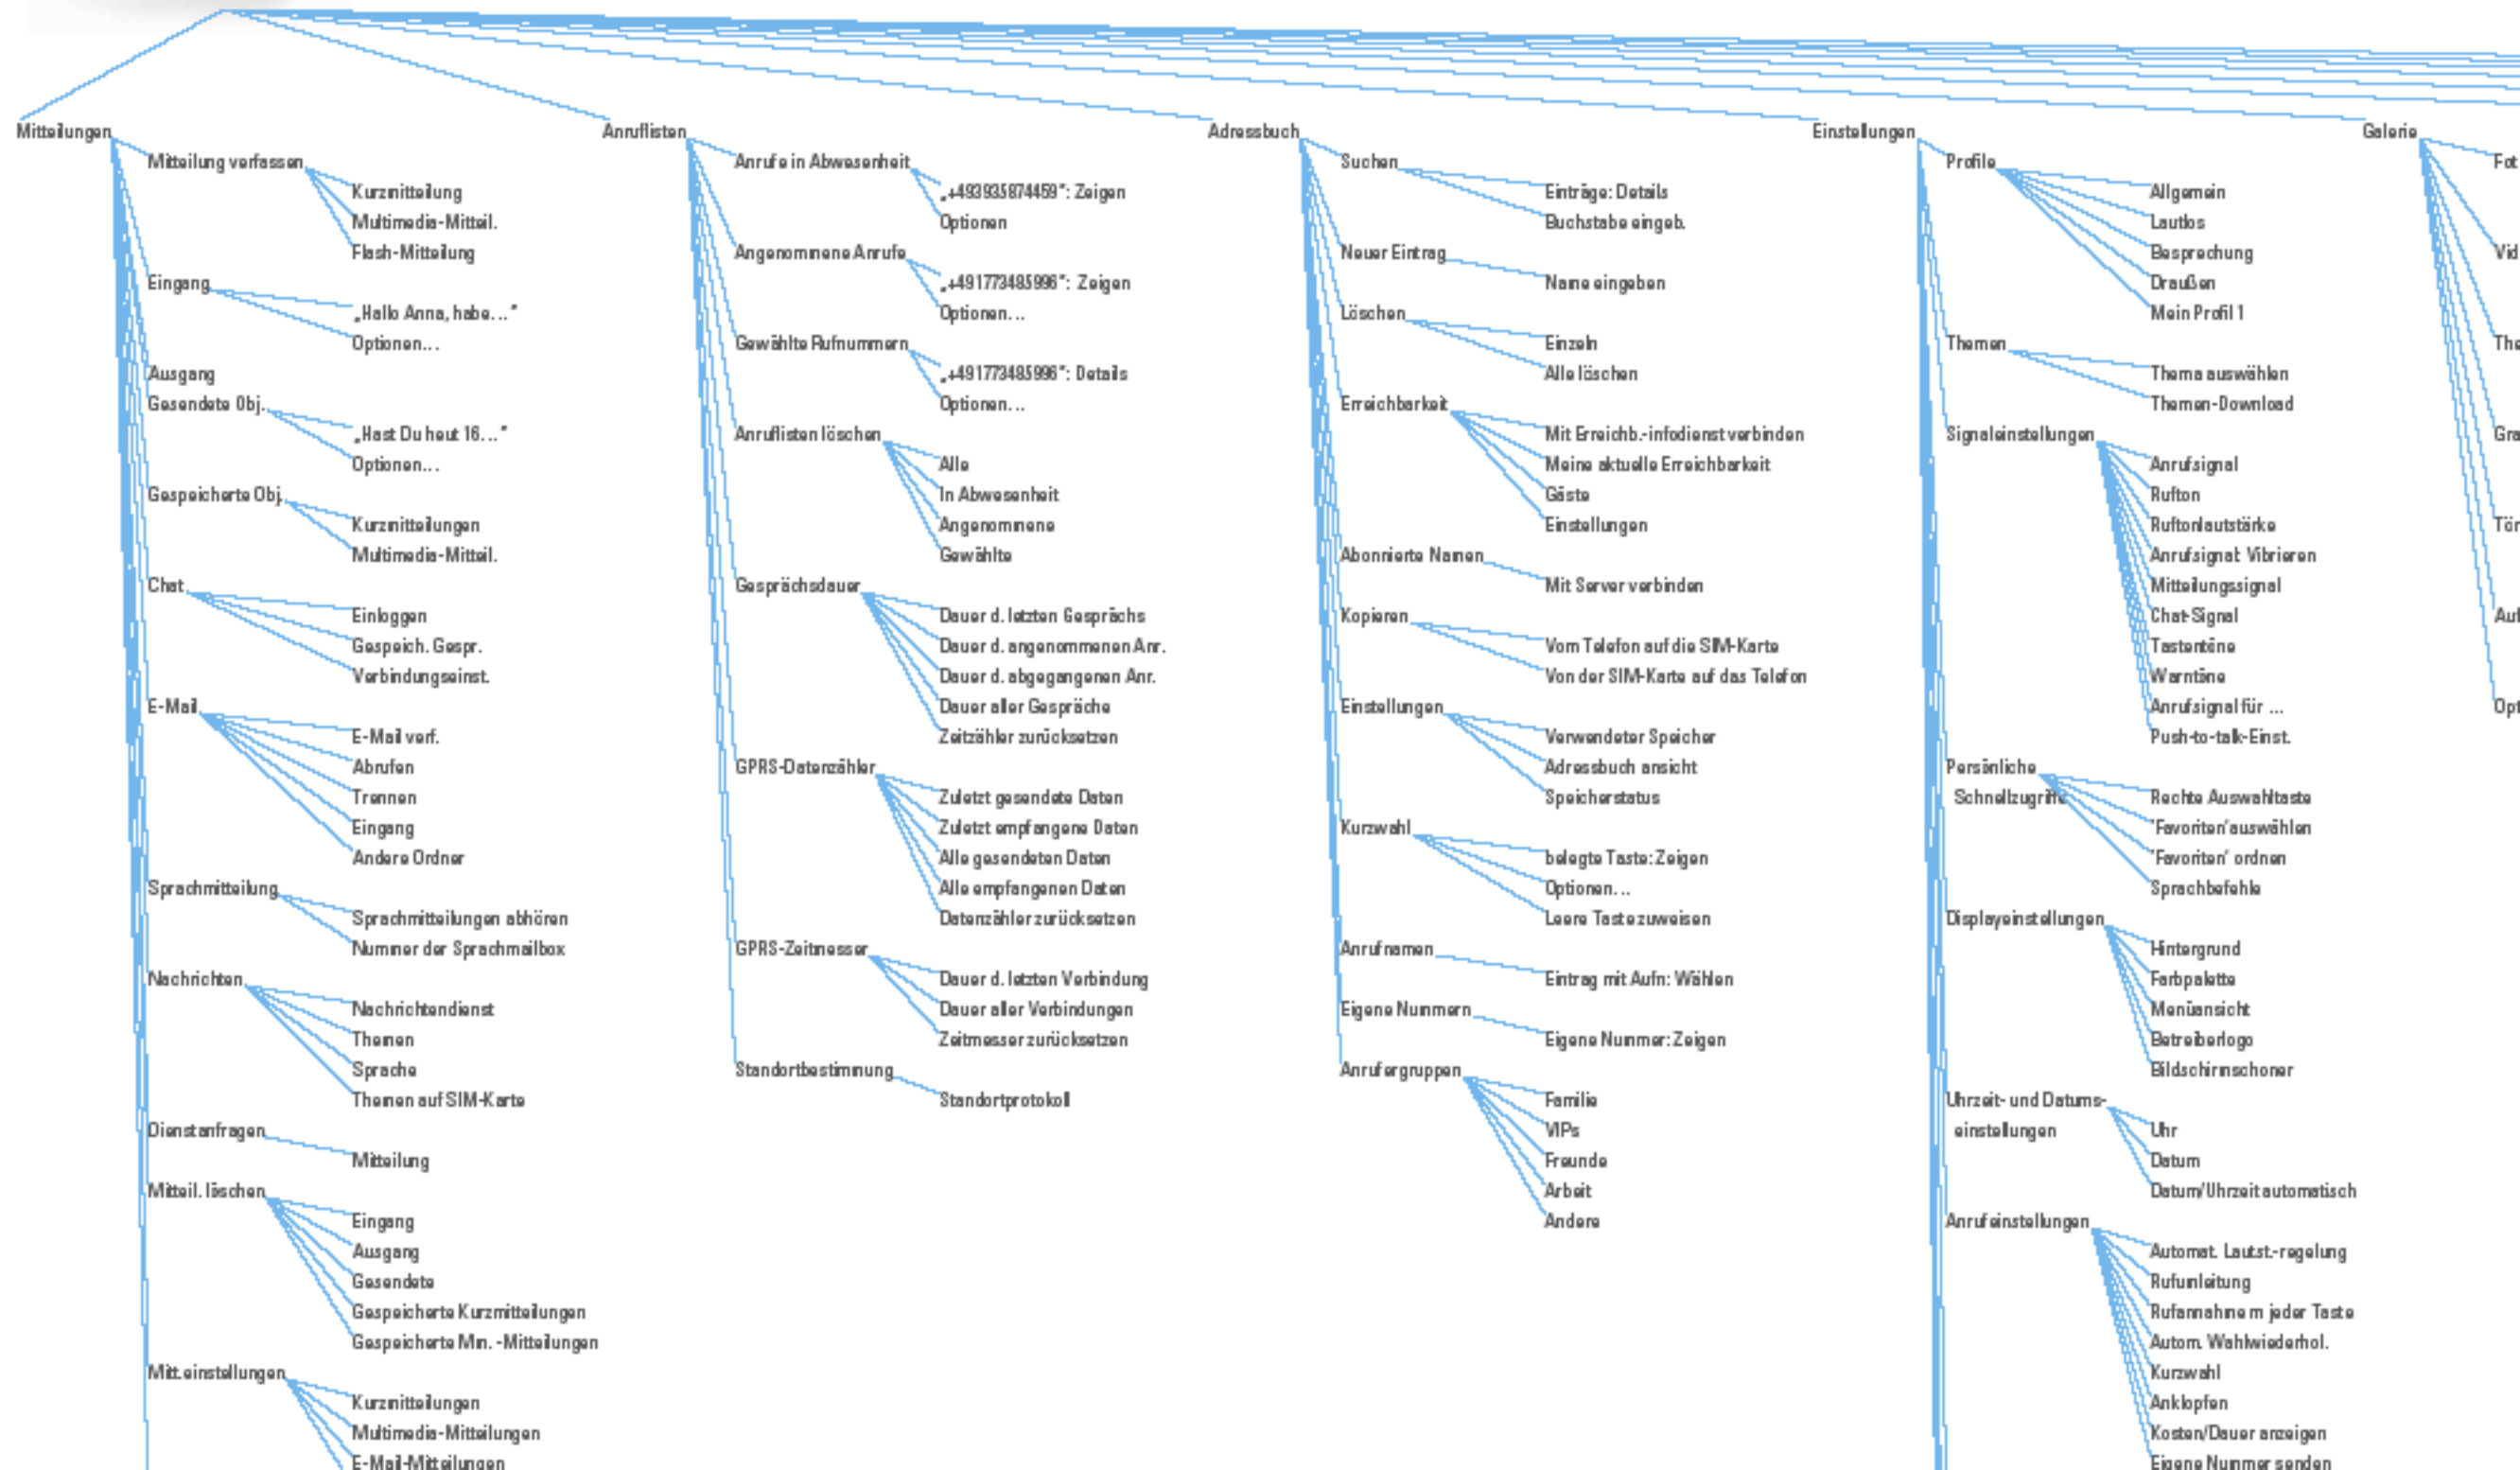 Mitteilungen
Mitteilung verfassen
Kurzmitteilung
Multimedia-Mitteil.
Flash-Mitteilung
Eingang
„Hallo Anna, habe…"
Optionen...
Ausgang
Gesendete Obj.
„Hast Du heut 16…"
Optionen...
Gespeicherte Obj.
Kurzmitteilungen
Multimedia-Mitteil.
Chat
Einloggen
Gespeich. Gespr.
Verbindungseinst.
E-Mail
E-Mail verf.
Abrufen
Trennen
Eingang
Andere Ordner
Sprachmitteilung
Sprachmitteilungen abhören
Nummer der Sprachmailbox
Nachrichten
Nachrichtendienst
Themen
Sprache
Themen auf SIM-Karte
Dienstanfragen
Mitteilung
Mitteil. löschen
Eingang
Ausgang
Gesendete
Gespeicherte Kurzmitteilungen
Gespeicherte Mm. -Mitteilungen
Mitt.einstellungen
Kurzmitteilungen
Multimedia-Mitteilungen
E-Mail-Mitteilungen
Anruflisten
Anrufe in Abwesenheit
„+493935874459": Zeigen
Optionen
Angenommene Anrufe
„+491773485996": Zeigen
Optionen...
Gewählte Rufnummern
„+491773485996": Details
Optionen...
Anruflisten löschen
Alle
In Abwesenheit
Angenommene
Gewählte
Gesprächsdauer
Dauer d. letzten Gesprächs
Dauer d. angenommenen Anr.
Dauer d. abgegangenen Anr.
Dauer aller Gespräche
Zeitzähler zurücksetzen
GPRS-Datenzähler
Zuletzt gesendete Daten
Zuletzt empfangene Daten
Alle gesendeten Daten
Alle empfangenen Daten
Datenzähler zurücksetzen
GPRS-Zeitmesser
Dauer d. letzten Verbindung
Dauer aller Verbindungen
Zeitmesser zurücksetzen
Standortbestimmung
Standortprotokoll
Adressbuch
Suchen
Einträge: Details
Buchstabe eingeb.
Neuer Eintrag
Name eingeben
Löschen
Einzeln
Alle löschen
Erreichbarkeit
Mit Erreichb.-infodienst verbinden
Meine aktuelle Erreichbarkeit
Gäste
Einstellungen
Abonnierte Namen
Mit Server verbinden
Kopieren
Vom Telefon auf die SIM-Karte
Von der SIM-Karte auf das Telefon
Einstellungen
Verwendeter Speicher
Adressbuch ansicht
Speicherstatus
Kurzwahl
belegte Taste: Zeigen
Optionen...
Leere Taste zuweisen
Anrufnamen
Eintrag mit Aufn: Wählen
Eigene Nummern
Eigene Nummer: Zeigen
Anrufergruppen
Familie
VIPs
Freunde
Arbeit
Andere
Einstellungen
Profile
Allgemein
Lautlos
Besprechung
Draußen
Mein Profil 1
Themen
Thema auswählen
Themen-Download
Signaleinstellungen
Anrufsignal
Rufton
Ruftonlautstärke
Anrufsignal: Vibrieren
Mitteilungssignal
Chat-Signal
Tastentöne
Warntöne
Anrufsignal für ...
Push-to-talk-Einst.
Persönliche
Schnellzugriffe
Rechte Auswahltaste
'Favoriten' auswählen
'Favoriten' ordnen
Sprachbefehle
Displayeinstellungen
Hintergrund
Farbpalette
Menüansicht
Betreiberlogo
Bildschirmschoner
Uhrzeit- und Datums-
einstellungen
Uhr
Datum
Datum/Uhrzeit automatisch
Anrufeinstellungen
Automat. Lautst.-regelung
Rufumleitung
Rufannahme m jeder Taste
Autom. Wahlwiederhol.
Kurzwahl
Anklopfen
Kosten/Dauer anzeigen
Eigene Nummer senden
Galerie
Fot
Vid
The
Gra
Tön
Auf
Opt